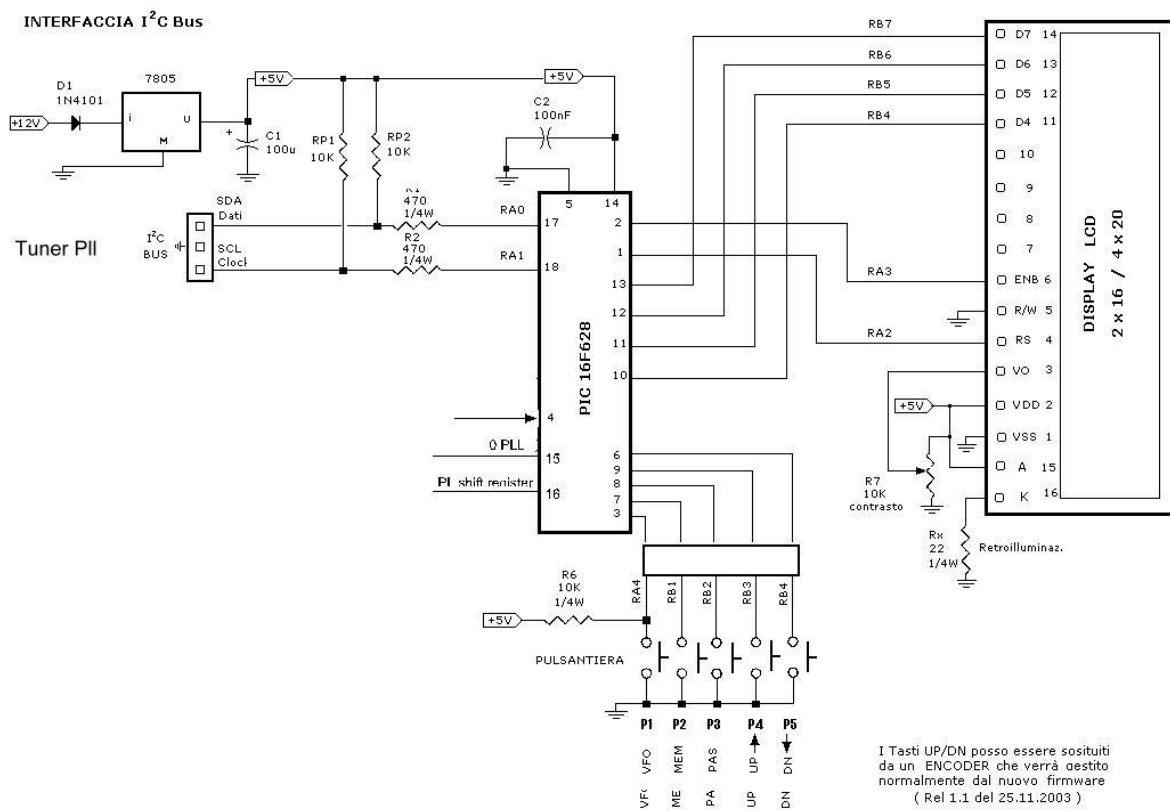 INTERFACCIA I²C Bus
D1
1N4101
7805
+12V
i
U
M
+5V
+5V
C1
100u
+
RP1
10K
RP2
10K
C2
100nF
SDA
Dati
I²C
BUS
SCL
Tuner Pll
470
1/4W
R2
470
1/4W
RA0
RA1
17
18
5
14
2
1
13
12
11
10
4
15
16
6
9
8
7
3
PIC 16F628
0 PLL
shift register
RB7
RB6
RB5
RB4
RA3
RA2
D7 14
D6 13
D5 12
D4 11
10
9
8
7
ENB 6
R/W 5
RS 4
VO 3
VDD 2
VSS 1
A 15
K 16
DISPLAY LCD
2 x 16 / 4 x 20
+5V
R7
10K
contrasto
Rx
22
1/4W
Retroilluminaz.
R6
10K
1/4W
+5V
RA4
RB1
RB2
RB3
RB4
PULSANTIERA
P1 P2 P3 P4 P5
VFO
MEM
PAS
UP
DN
ME
PA
UP
DN
I Tasti UP/DN posso essere sosituiti
da un ENCODER che verrà gestito
normalmente dal nuovo firmware
( Rel 1.1 del 25.11.2003 )